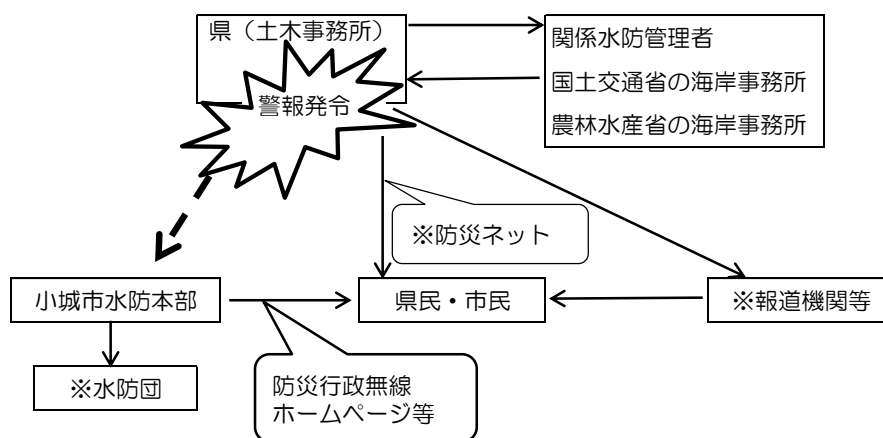 県（土木事務所）
関係水防管理者
国土交通省の海岸事務所
農林水産省の海岸事務所
警報発令
※防災ネット
小城市水防本部
県民・市民
※報道機関等
※水防団
防災行政無線
ホームページ等